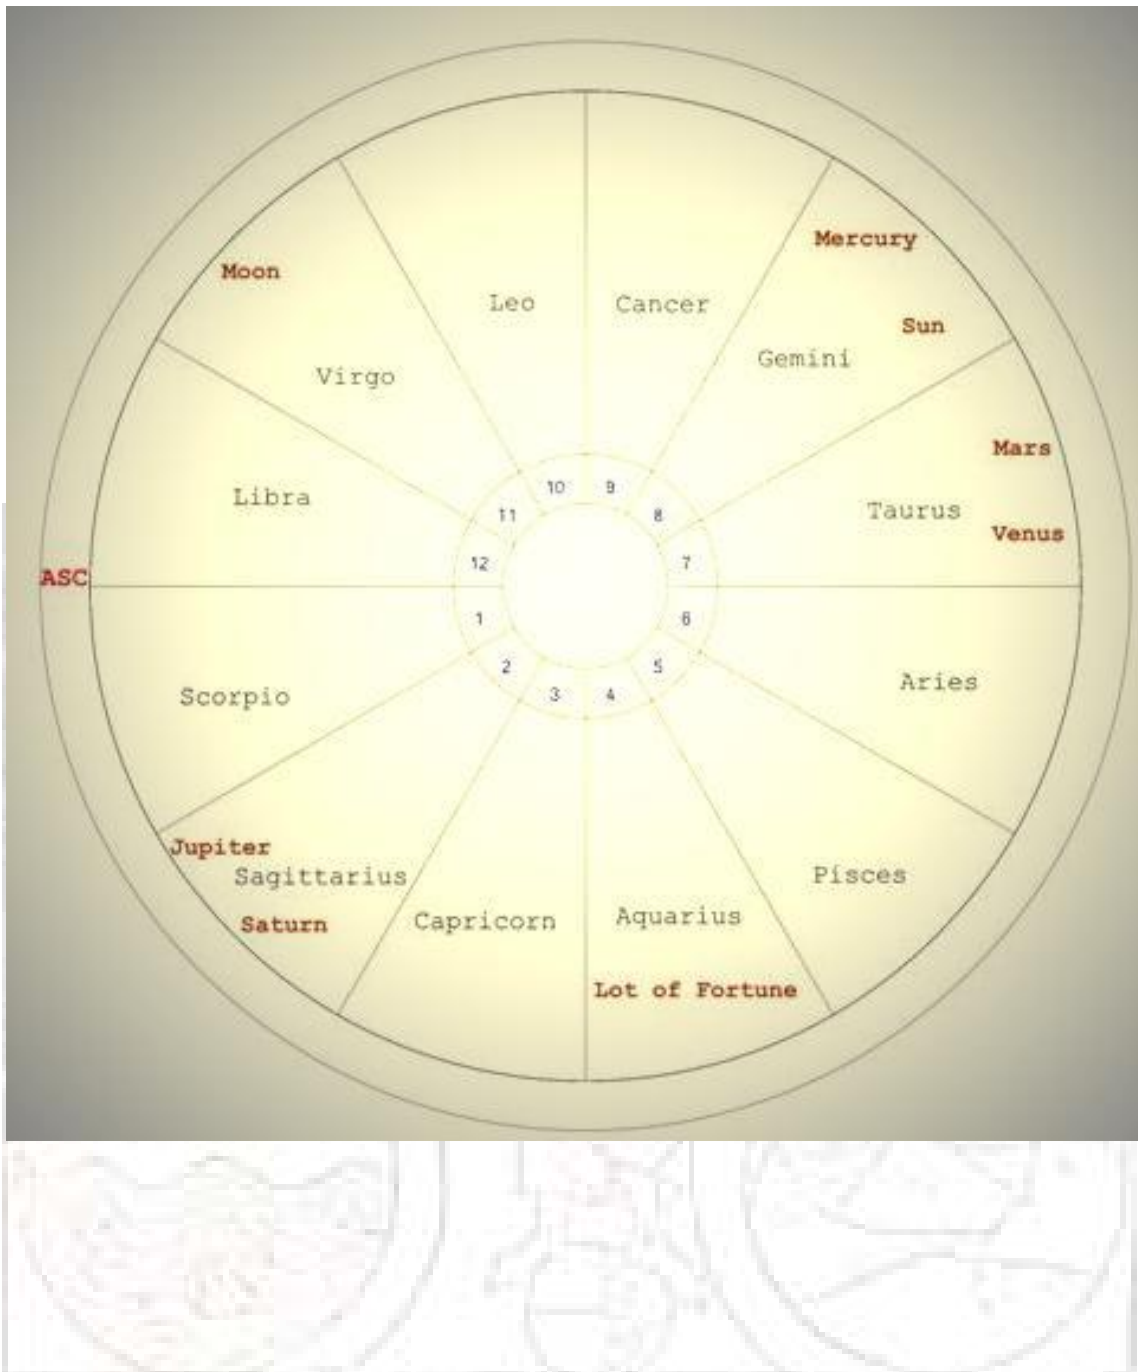 Mercury
Moon
Leo
Cancer
Sun
Gemini
Virgo
Mars
10
9
Libra
Taurus
11
8
Venus
12
7
ASC
1
6
2
5
Aries
3
4
Scorpio
Jupiter
Sagittarius
Pisces
Aquarius
Capricorn
Saturn
Lot of Fortune